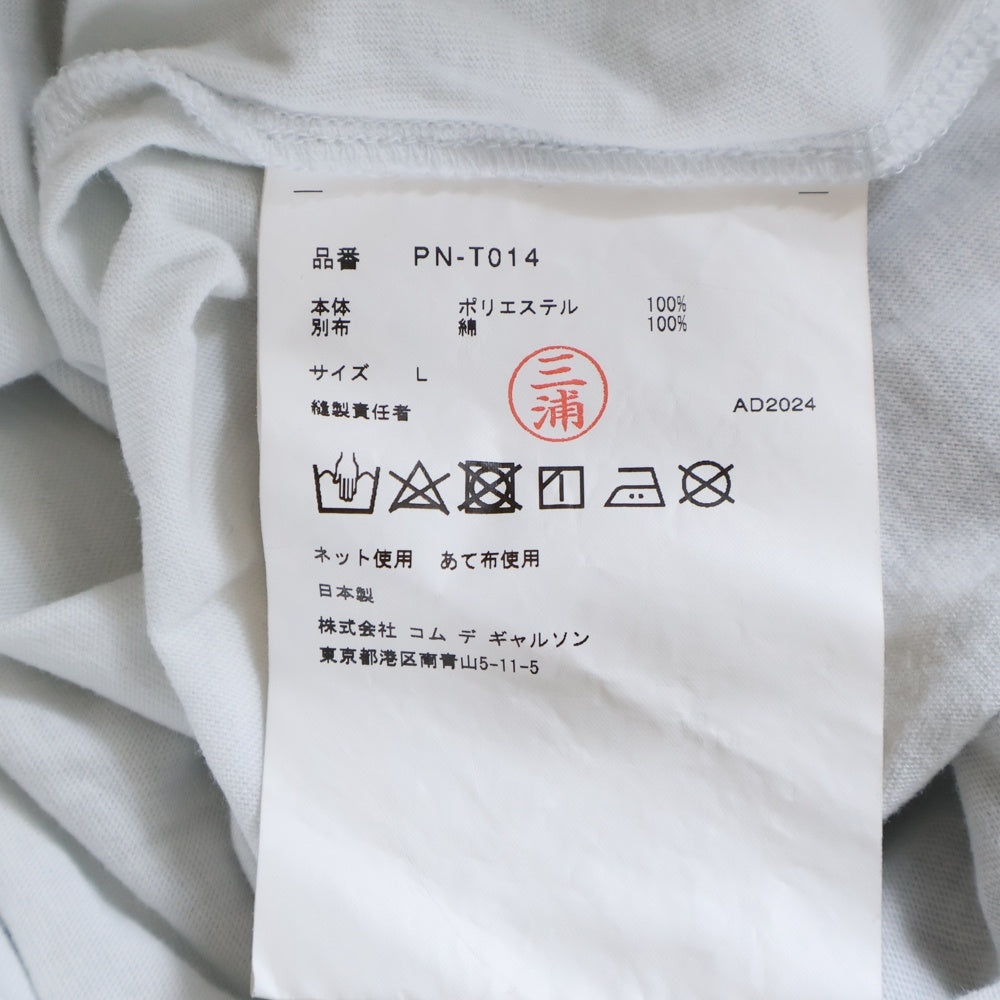 品番 PN-T014
本体 ポリエステル 100%
別布 綿 100%
サイズ L
三浦
縫製責任者 AD2024
ネット使用 あて布使用
日本製
株式会社 コム デ ギャルソン
東京都港区南青山5-11-5